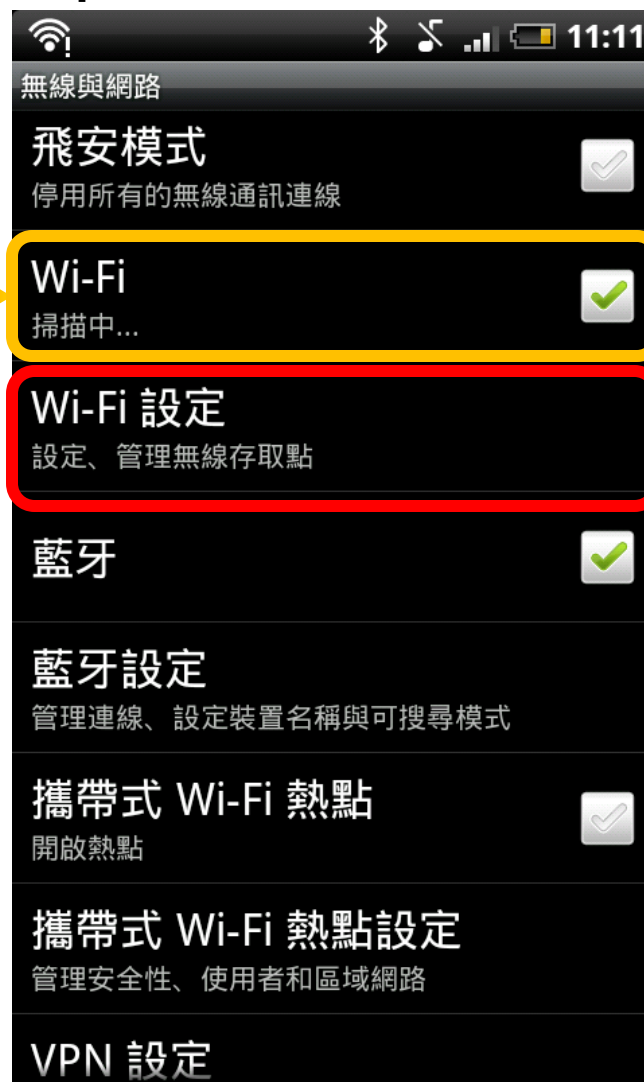 11:11
無線與網路
飛安模式
停用所有的無線通訊連線
Wi-Fi
掃描中...
Wi-Fi 設定
設定、管理無線存取點
藍牙
藍牙設定
管理連線、設定裝置名稱與可搜尋模式
攜帶式 Wi-Fi 熱點
開啟熱點
攜帶式 Wi-Fi 熱點設定
管理安全性、使用者和區域網路
VPN 設定